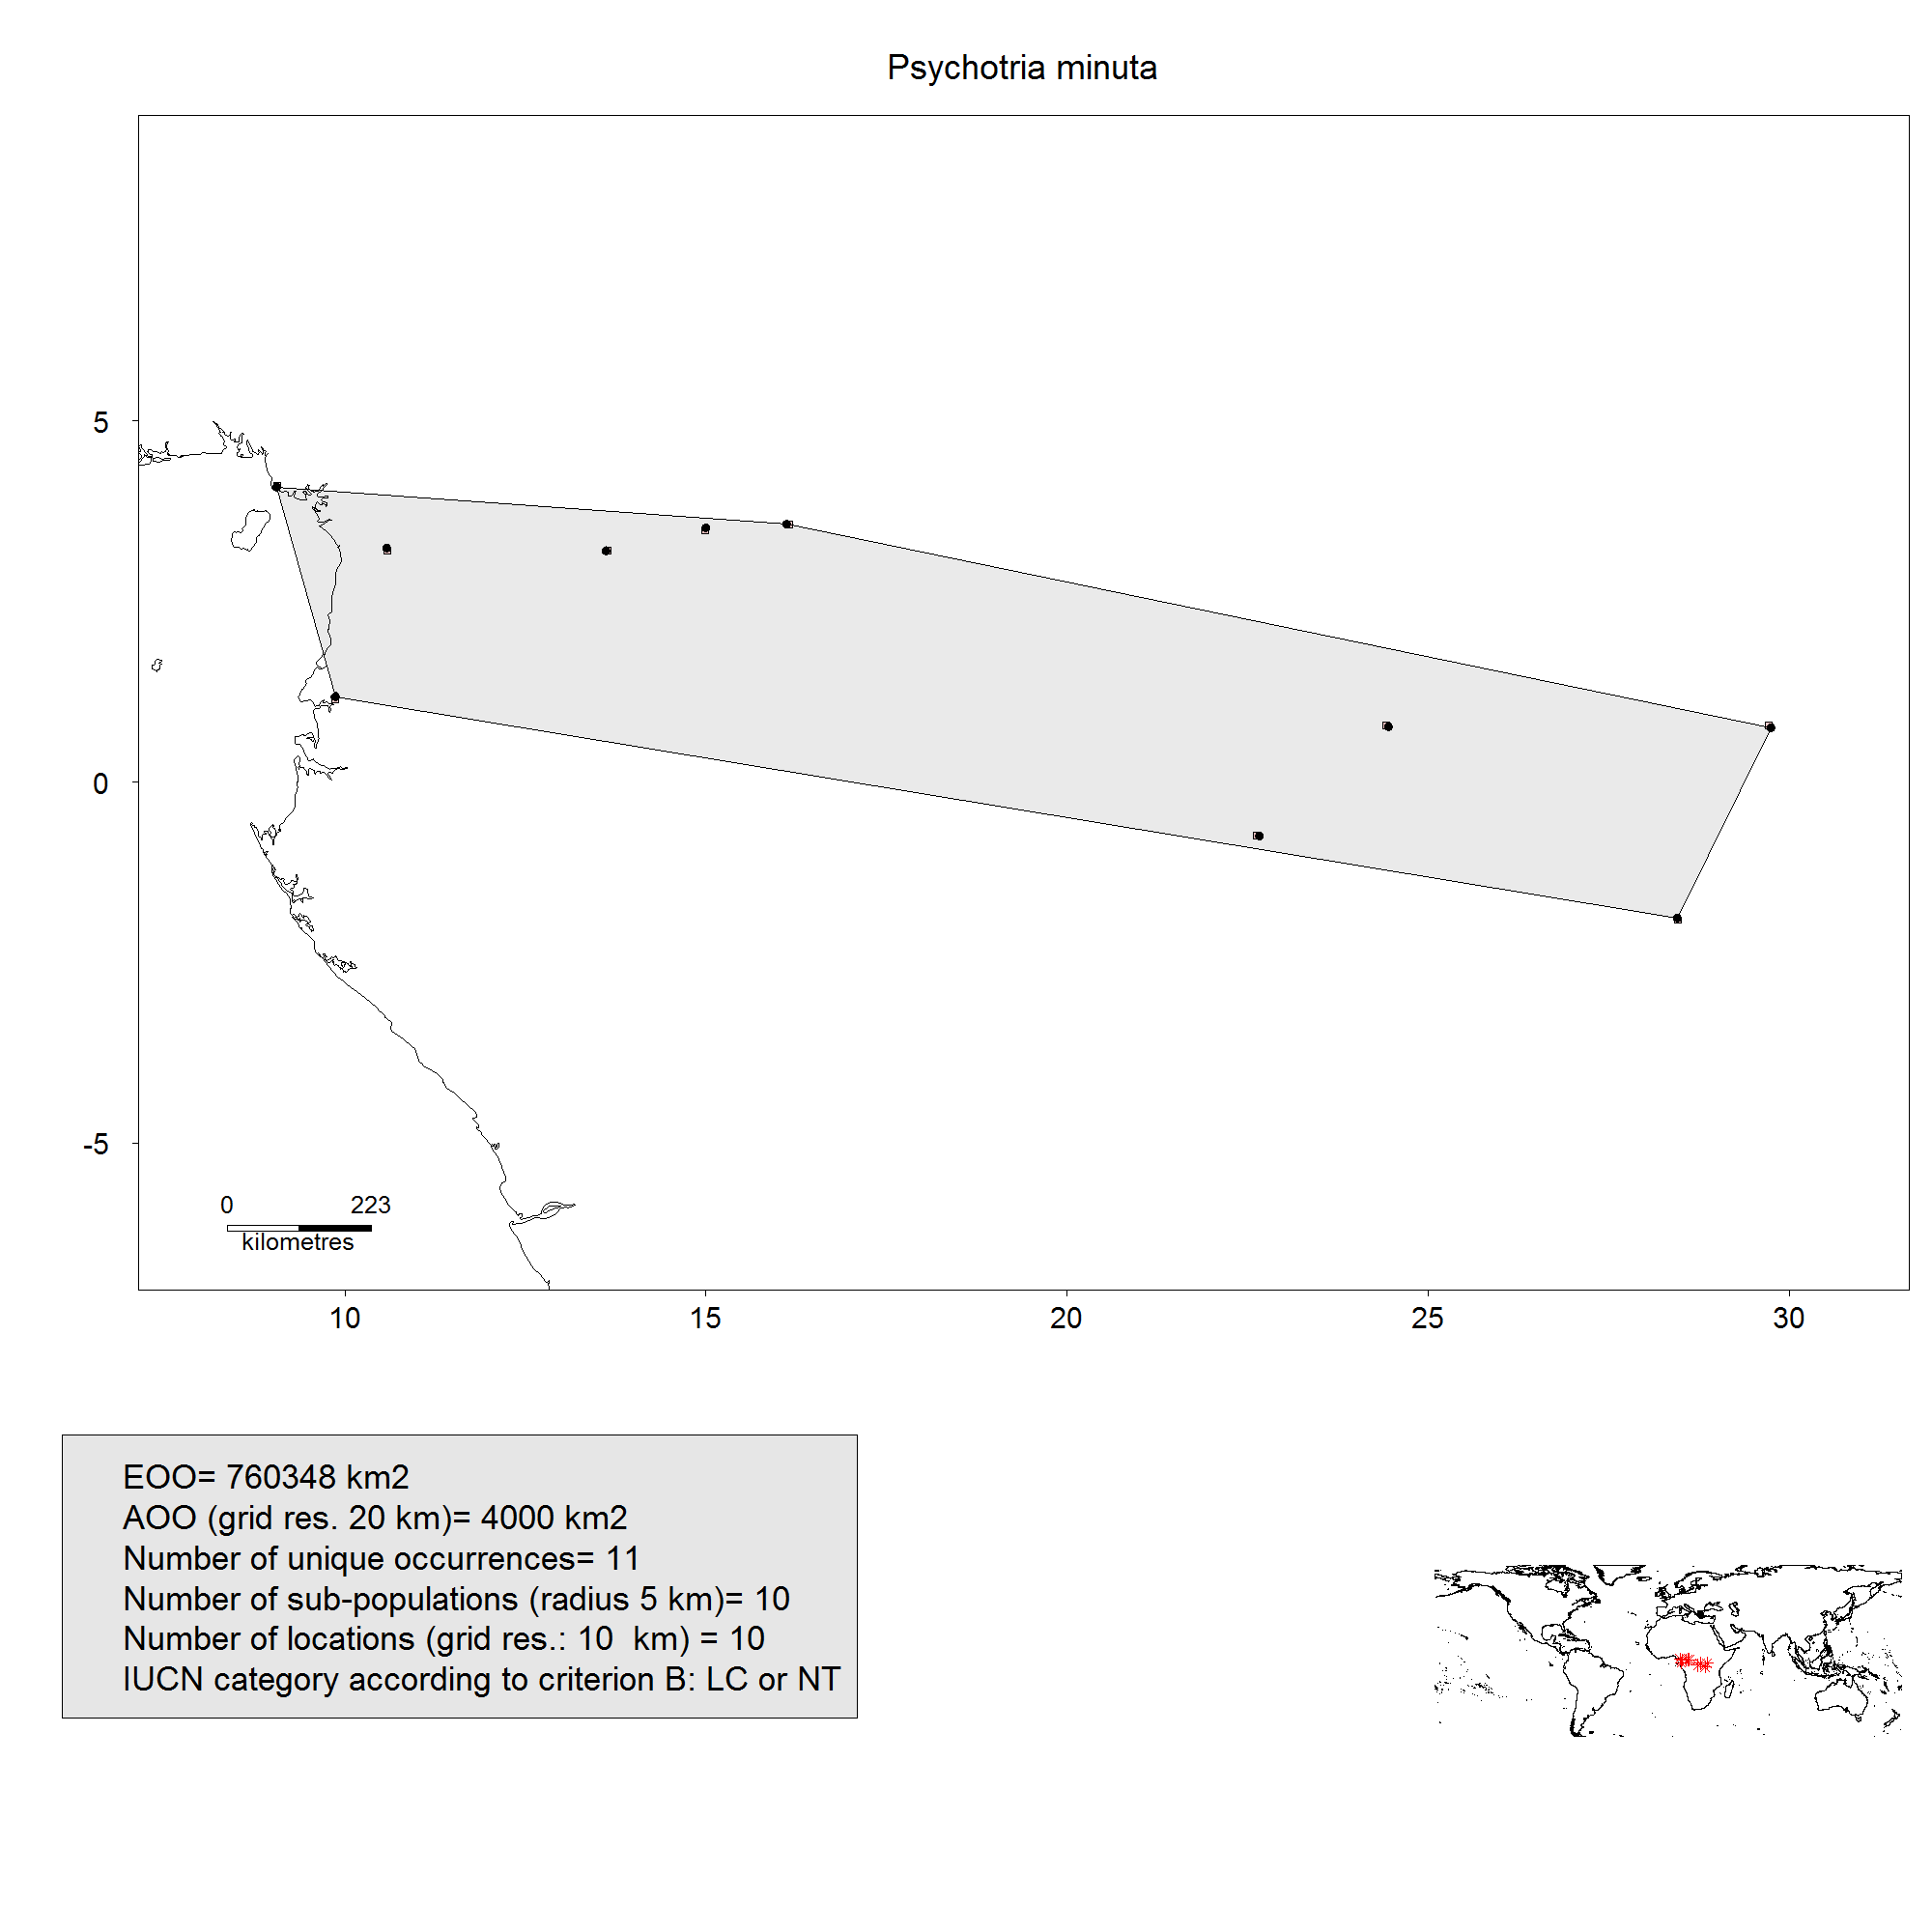 Psychotria minuta
5
0
-5
0 223
kilometres
10 15 20 25 30
EOO= 760348 km2
AOO (grid res. 20 km)= 4000 km2
Number of unique occurrences= 11
Number of sub-populations (radius 5 km)= 10
Number of locations (grid res.: 10  km) = 10
IUCN category according to criterion B: LC or NT